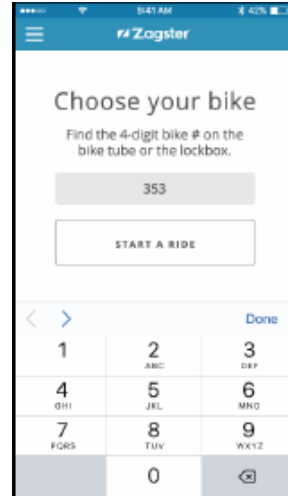 9:41 AM 42%
Zagster
Choose your bike
Find the 4-digit bike # on the
bike tube or the lockbox.
353
START A RIDE
Done
1 2 3
ABC DEF
4 5 6
GHI JKL MNO
7 8 9
PQRS TUV WXYZ
0